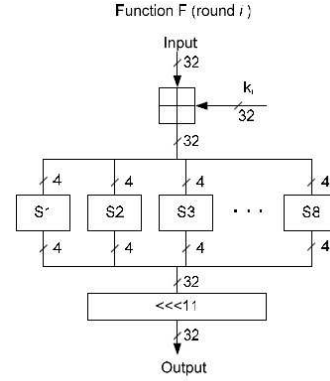 Function F (round i )
Input
32
kᵢ
32
32
4 4 4 4
S1 S2 S3 . . . S8
4 4 4 4
32
<<<11
32
Output